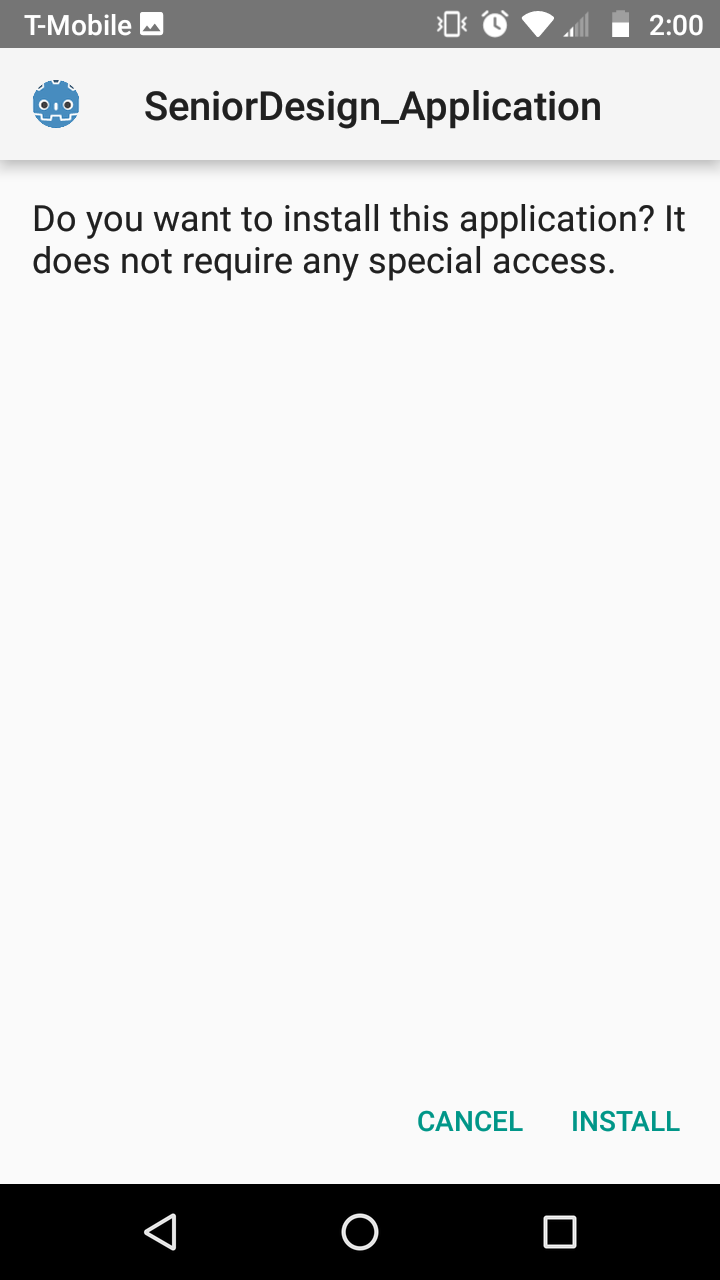 T-Mobile 2:00
SeniorDesign_Application
Do you want to install this application? It
does not require any special access.
CANCEL INSTALL